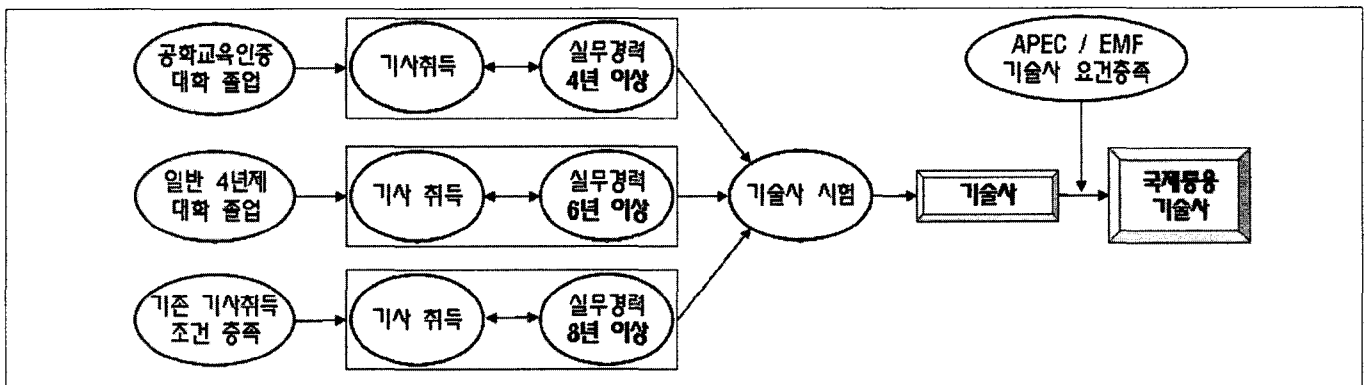 공학교육인증
대학 졸업
기사취득
실무경력
4년 이상
APEC / EMF
기술사 요건충족
일반 4년제
대학 졸업
기사 취득
실무경력
6년 이상
기술사 시험
기술사
국제통용
기술사
기존 기사취득
조건 충족
기사 취득
실무경력
8년 이상